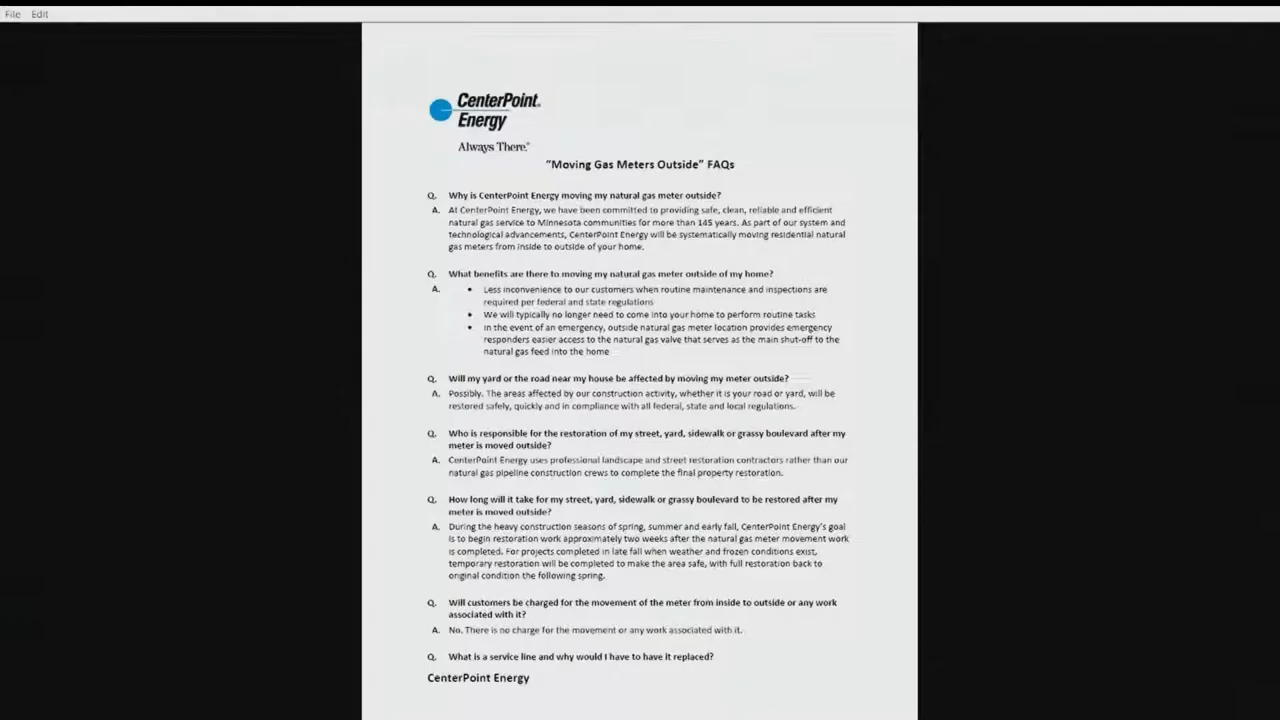 File Edit
CenterPoint.
Energy
Always There.®
"Moving Gas Meters Outside" FAQs
Q. Why is CenterPoint Energy moving my natural gas meter outside?
A. At CenterPoint Energy, we have been committed to providing safe, clean, reliable and efficient
natural gas service to Minnesota communities for more than 145 years. As part of our system and
technological advancements, CenterPoint Energy will be systematically moving residential natural
gas meters from inside to outside of your home.
Q. What benefits are there to moving my natural gas meter outside of my home?
A. • Less inconvenience to our customers when routine maintenance and inspections are
required per federal and state regulations
• We will typically no longer need to come into your home to perform routine tasks
• In the event of an emergency, outside natural gas meter location provides emergency
responders easier access to the natural gas valve that serves as the main shut-off to the
natural gas feed into the home
Q. Will my yard or the road near my house be affected by moving my meter outside?
A. Possibly. The areas affected by our construction activity, whether it is your road or yard, will be
restored safely, quickly and in compliance with all federal, state and local regulations.
Q. Who is responsible for the restoration of my street, yard, sidewalk or grassy boulevard after my
meter is moved outside?
A. CenterPoint Energy uses professional landscape and street restoration contractors rather than our
natural gas pipeline construction crews to complete the final property restoration.
Q. How long will it take for my street, yard, sidewalk or grassy boulevard to be restored after my
meter is moved outside?
A. During the heavy construction seasons of spring, summer and early fall, CenterPoint Energy's goal
is to begin restoration work approximately two weeks after the natural gas meter movement work
is completed. For projects completed in late fall when weather and frozen conditions exist,
temporary restoration will be completed to make the area safe, with full restoration back to
original condition the following spring.
Q. Will customers be charged for the movement of the meter from inside to outside or any work
associated with it?
A. No. There is no charge for the movement or any work associated with it.
Q. What is a service line and why would I have to have it replaced?
CenterPoint Energy